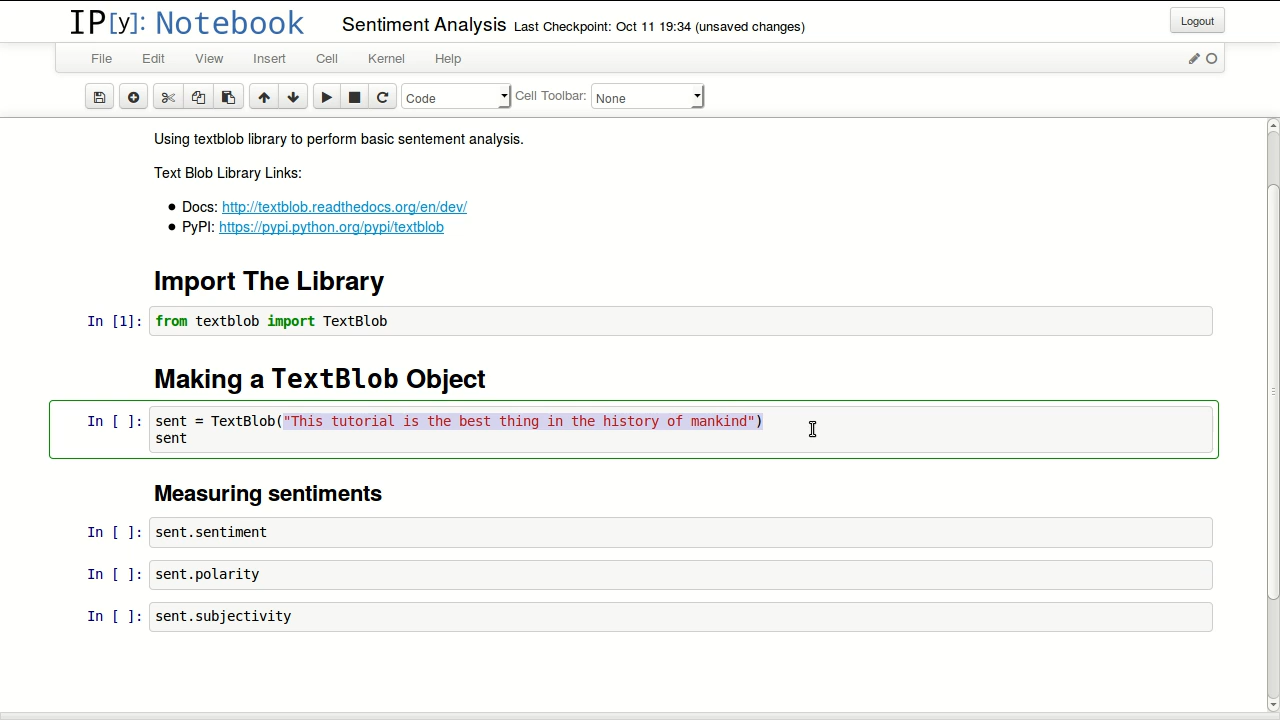 IP[y]: Notebook Sentiment Analysis Last Checkpoint: Oct 11 19:34 (unsaved changes) Logout
File Edit View Insert Cell Kernel Help
Code Cell Toolbar: None
Using textblob library to perform basic sentement analysis.
Text Blob Library Links:
● Docs: http://textblob.readthedocs.org/en/dev/
● PyPI: https://pypi.python.org/pypi/textblob
Import The Library
In [1]: from textblob import TextBlob
Making a TextBlob Object
In [ ]: sent = TextBlob("This tutorial is the best thing in the history of mankind")
sent
Measuring sentiments
In [ ]: sent.sentiment
In [ ]: sent.polarity
In [ ]: sent.subjectivity